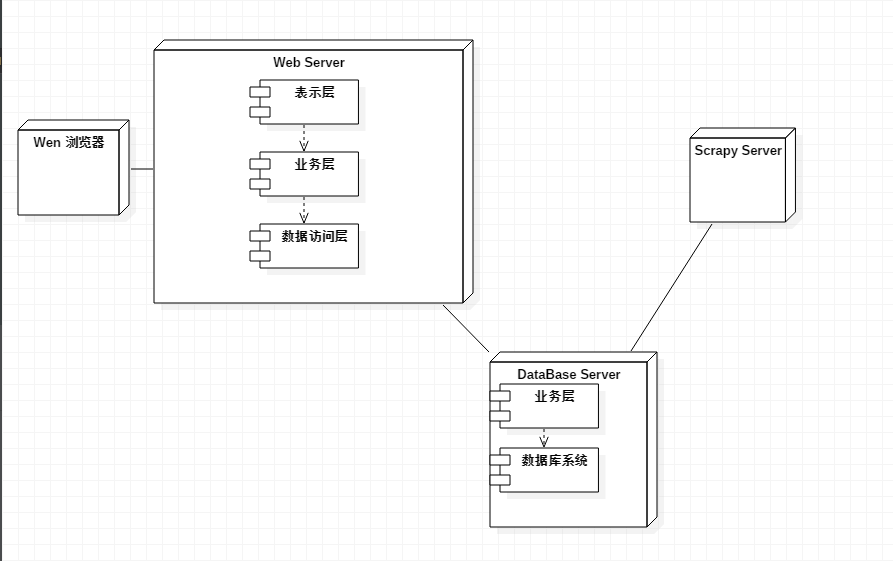 Web Server
表示层
Wen 浏览器
业务层
数据访问层
Scrapy Server
DataBase Server
业务层
数据库系统